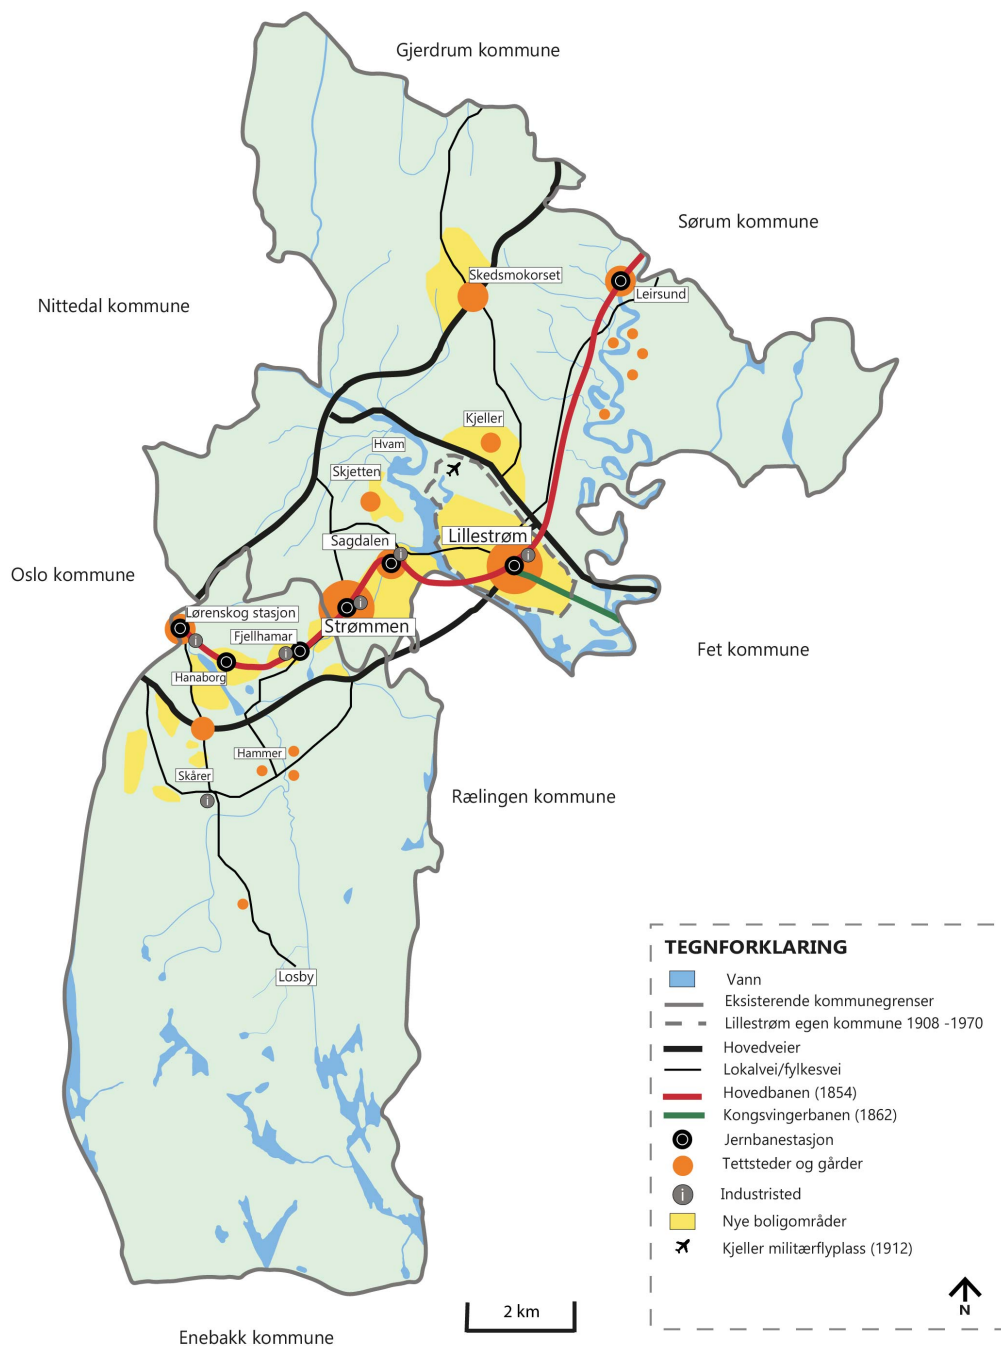 Gjerdrum kommune
Sørum kommune
Skedsmokorset
Leirsund
Nittedal kommune
Kjeller
Hvam
Skjetten
Lillestrøm
Sagdalen
Oslo kommune
Lørenskog stasjon
Strømmen
Fjellhamar
Fet kommune
Hanaborg
Hammer
Skårer
i
i
i
i
i
i
Rælingen kommune
Losby
TEGNFORKLARING
Vann
Eksisterende kommunegrenser
Lillestrøm egen kommune 1908 -1970
Hovedveier
Lokalvei/fylkesvei
Hovedbanen (1854)
Kongsvingerbanen (1862)
Jernbanestasjon
Tettsteder og gårder
i Industristed
Nye boligområder
Kjeller militærflyplass (1912)
N
2 km
Enebakk kommune